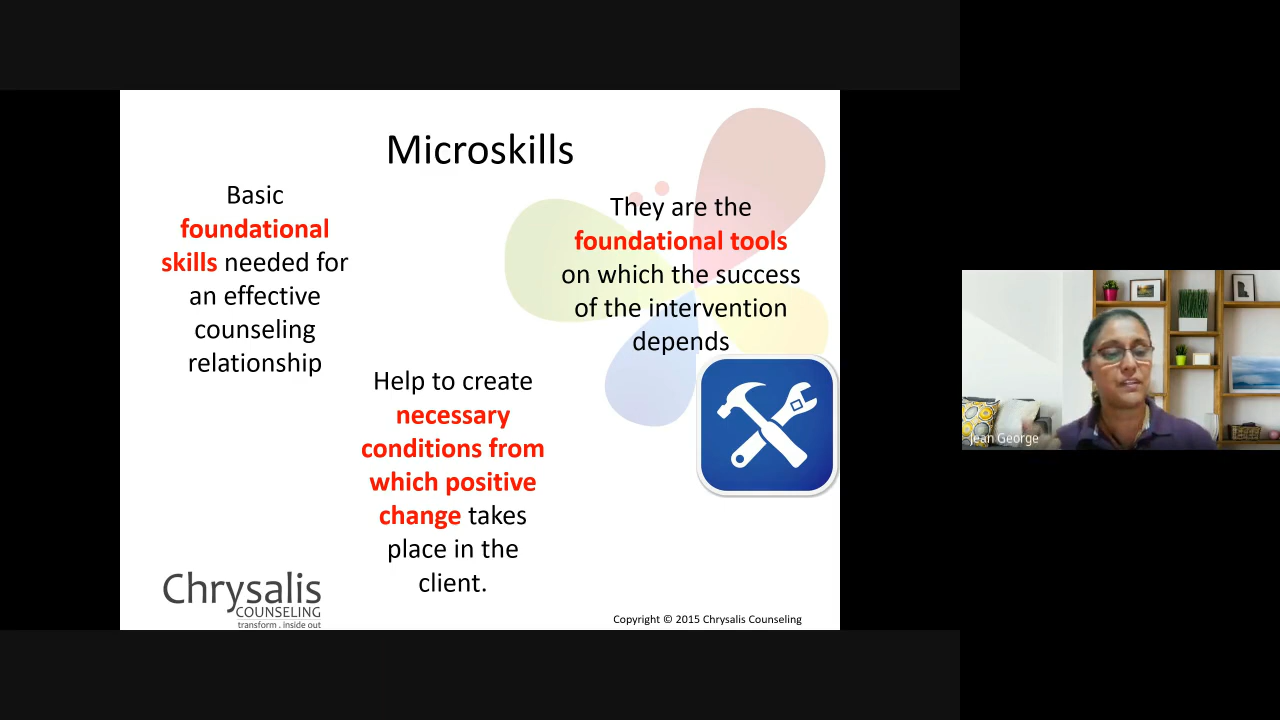 Microskills
Basic
foundational
skills needed for
an effective
counseling
relationship
They are the
foundational tools
on which the success
of the intervention
depends
Help to create
necessary
conditions from
which positive
change takes
place in the
client.
Chrysalis
COUNSELING
transform . inside out
Copyright © 2015 Chrysalis Counseling
Jean George